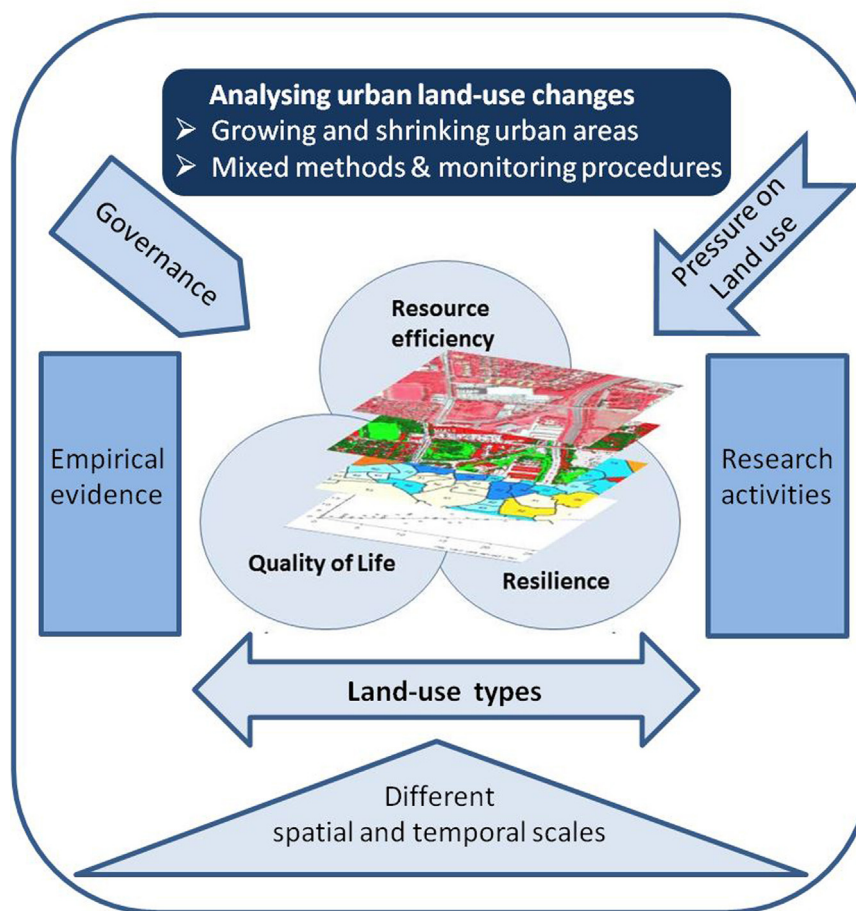 Analysing urban land-use changes
➢ Growing and shrinking urban areas
➢ Mixed methods & monitoring procedures
Governance
Pressure on
Land use
Resource
efficiency
Empirical
evidence
Research
activities
Quality of Life
Resilience
Land-use types
Different
spatial and temporal scales